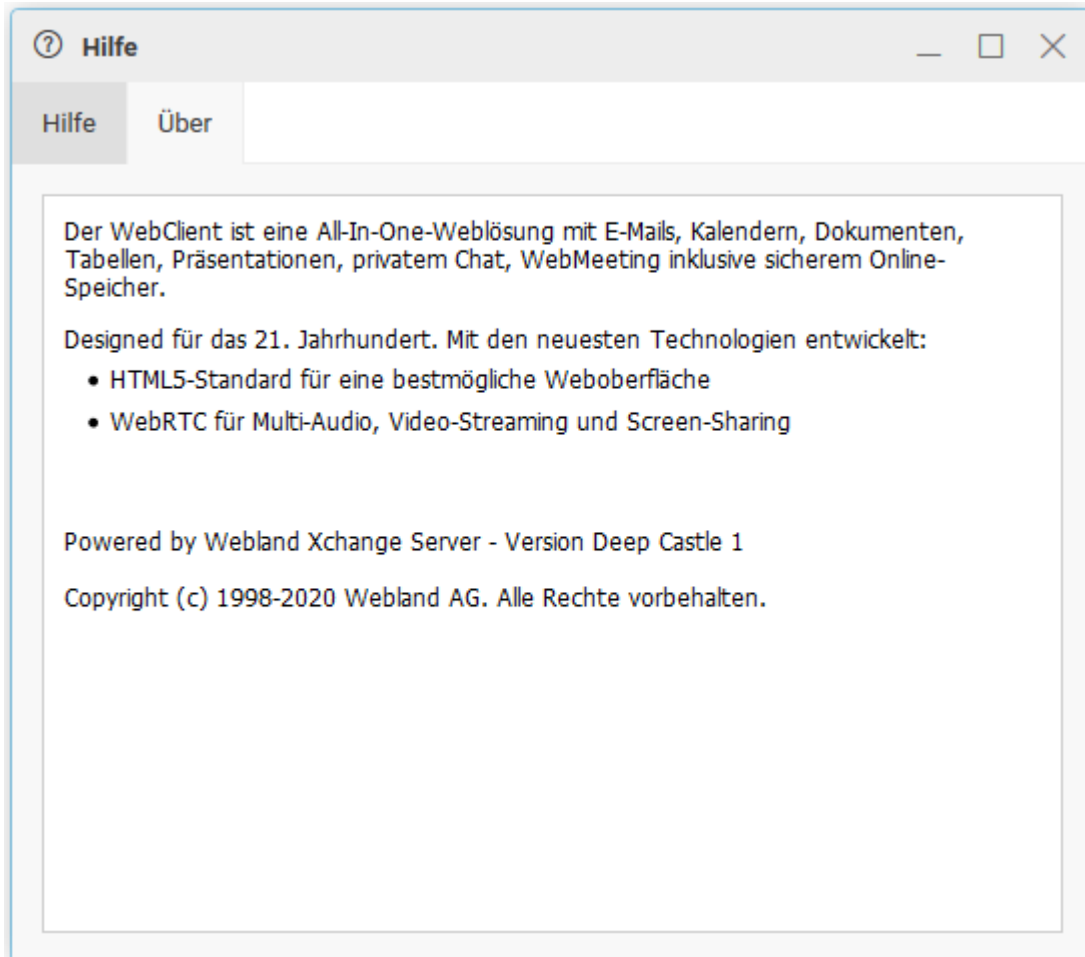 Hilfe
Hilfe Über
Der WebClient ist eine All-In-One-Weblösung mit E-Mails, Kalendern, Dokumenten,
Tabellen, Präsentationen, privatem Chat, WebMeeting inklusive sicherem Online-
Speicher.
Designed für das 21. Jahrhundert. Mit den neuesten Technologien entwickelt:
• HTML5-Standard für eine bestmögliche Weboberfläche
• WebRTC für Multi-Audio, Video-Streaming und Screen-Sharing
Powered by Webland Xchange Server - Version Deep Castle 1
Copyright (c) 1998-2020 Webland AG. Alle Rechte vorbehalten.